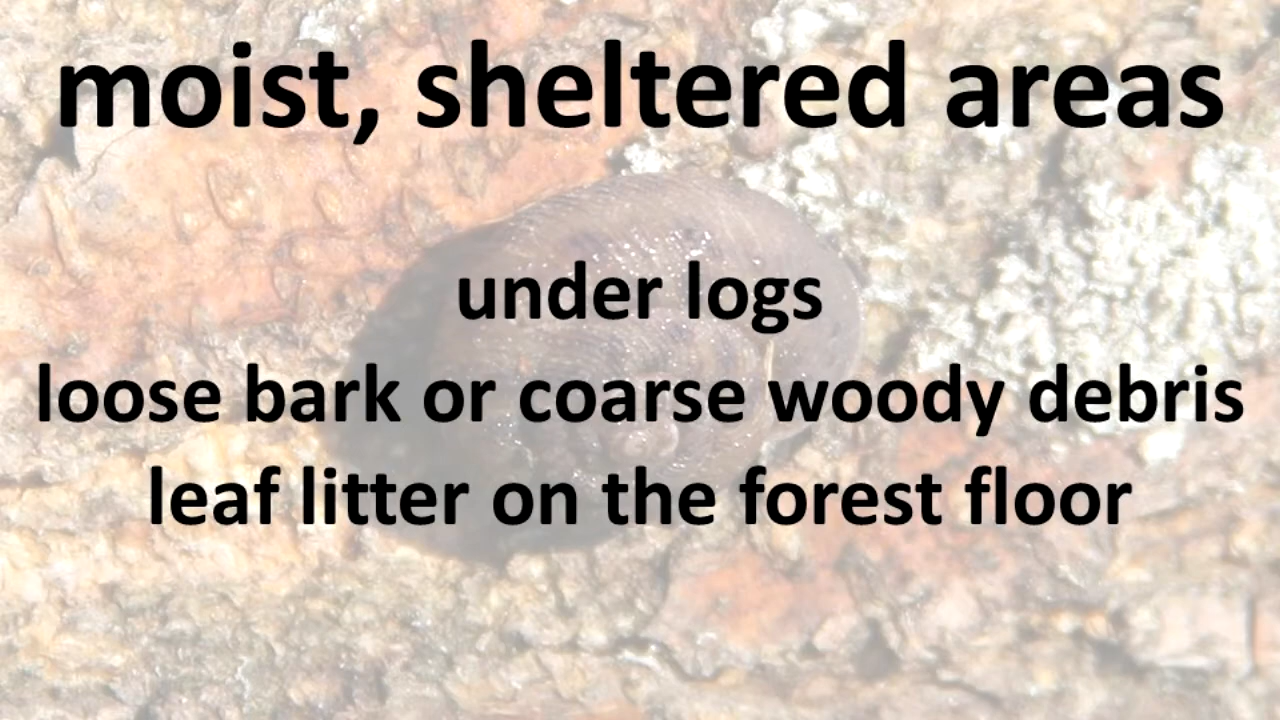 moist, sheltered areas
under logs
loose bark or coarse woody debris
leaf litter on the forest floor